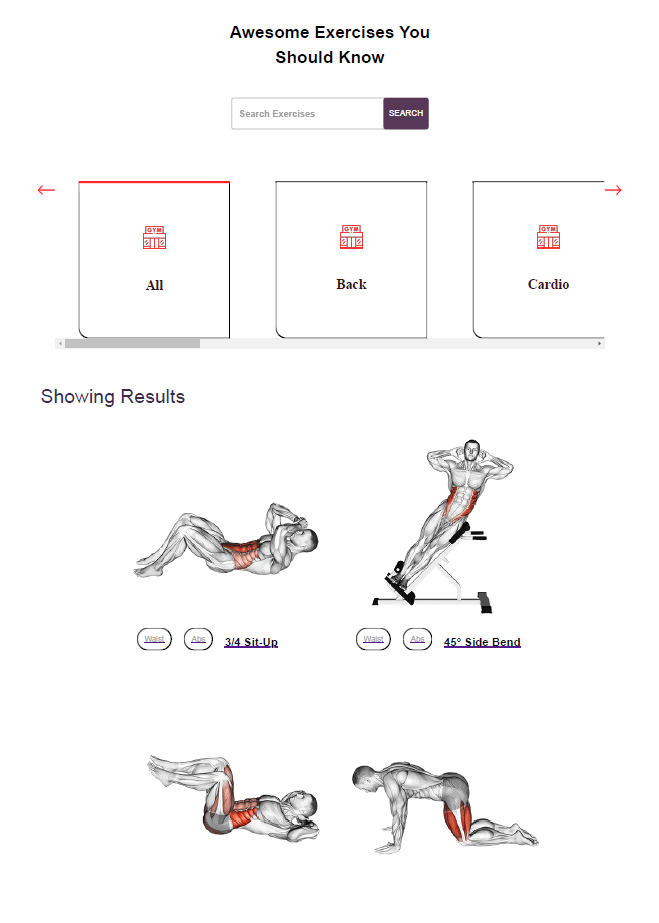 Awesome Exercises You
Should Know
Search Exercises SEARCH
GYM GYM GYM
All Back Cardio
Showing Results
Waist Abs 3/4 Sit-Up Waist Abs 45° Side Bend